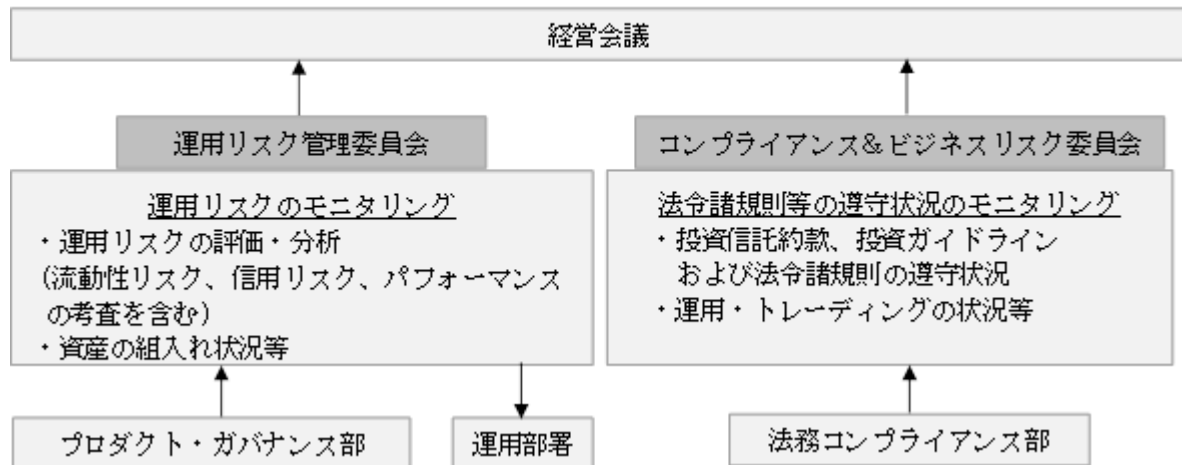 経営会議
運用リスク管理委員会
運用リスクのモニタリング
・運用リスクの評価・分析
(流動性リスク、信用リスク、パフォーマンス
の考査を含む)
・資産の組入れ状況等
プロダクト・ガバナンス部
運用部署
コンプライアンス&ビジネスリスク委員会
法令諸規則等の遵守状況のモニタリング
・投資信託約款、投資ガイドライン
および法令諸規則の遵守状況
・運用・トレーディングの状況等
法務コンプライアンス部